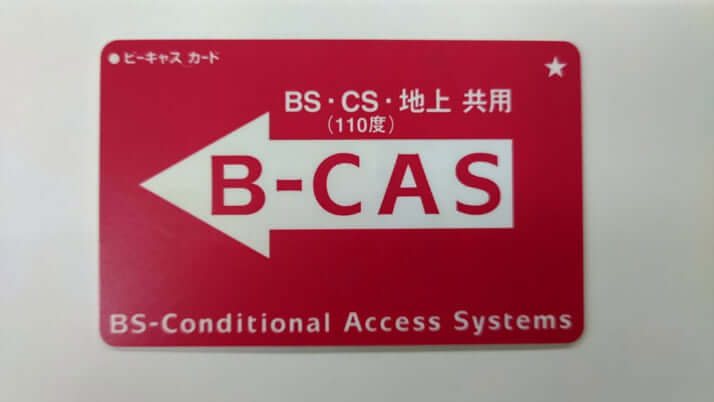 ●ビーキャス カード
★
BS・CS・地上 共用
(110度)
B-CAS
BS-Conditional Access Systems